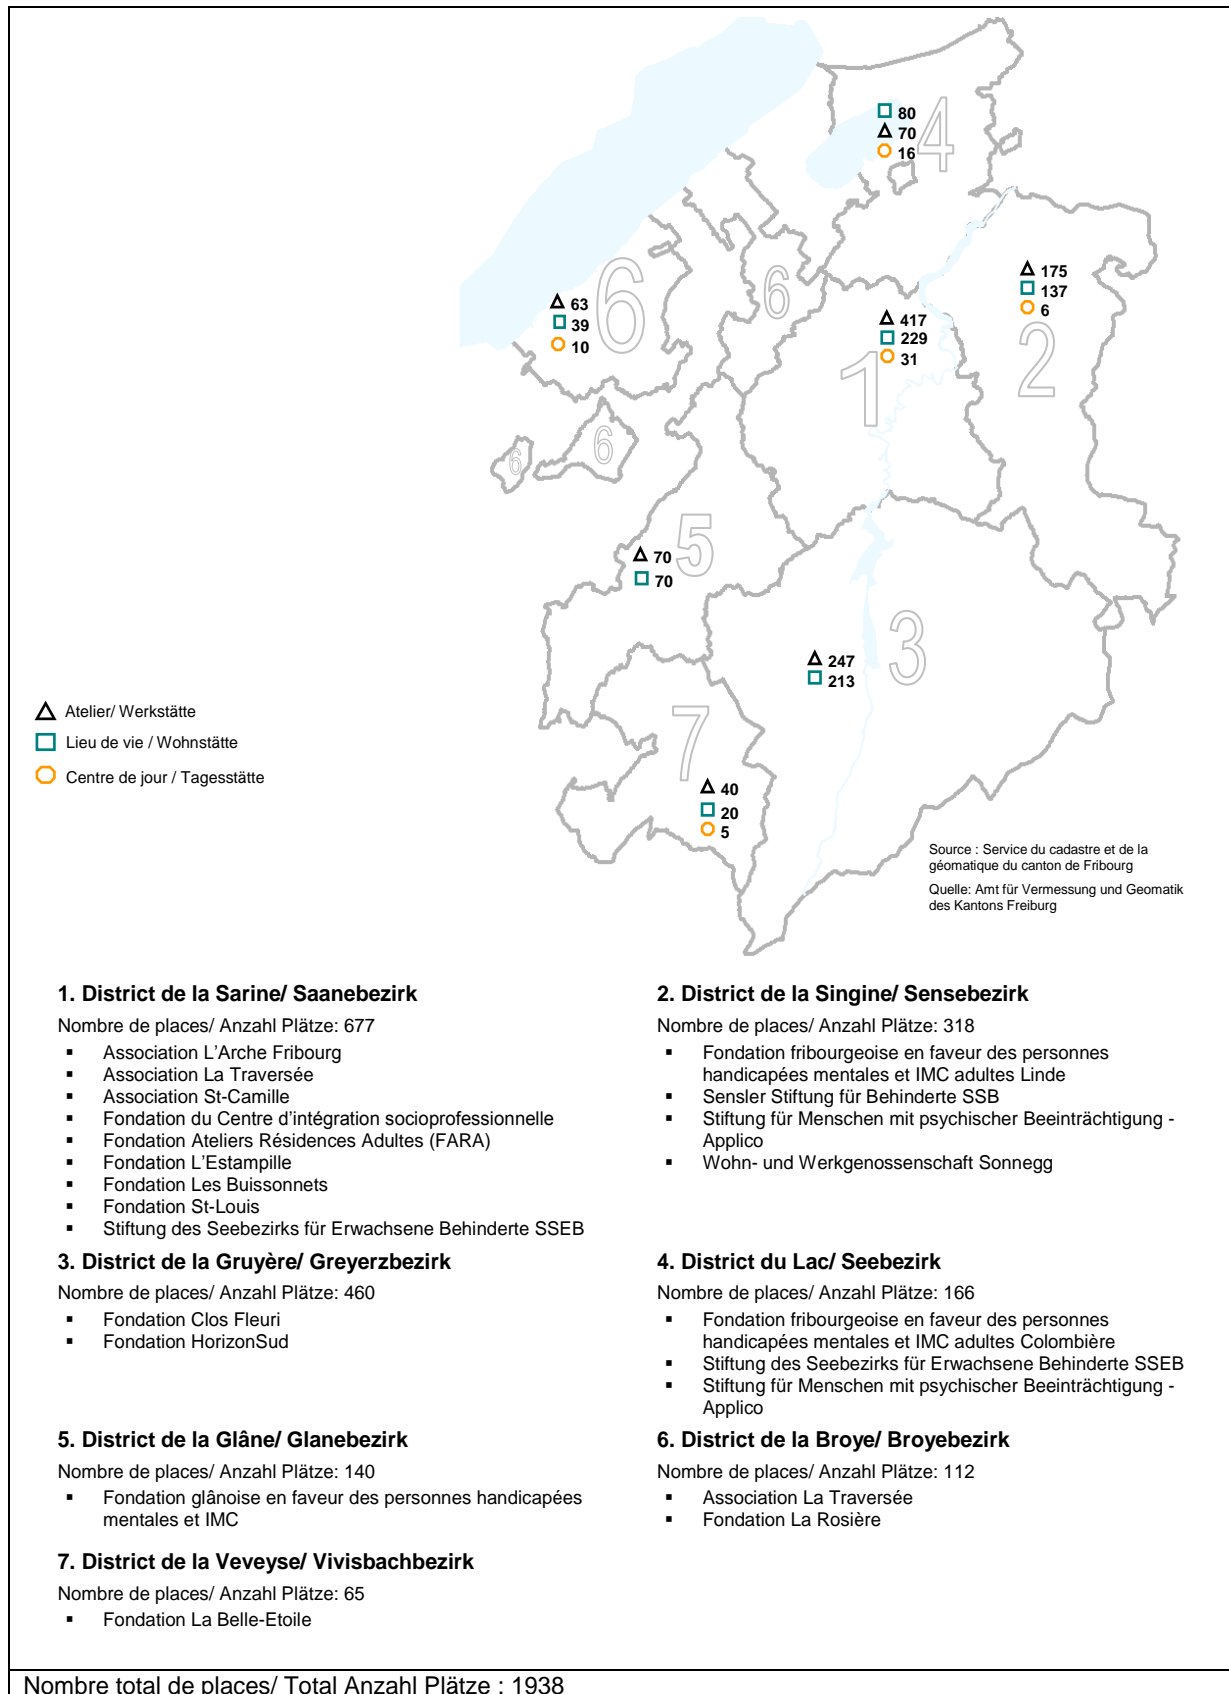 80
70
16
4
175
137
6
2
63
39
10
6
6
417
229
31
1
6
6
70
70
5
247
213
3
7
40
20
5
Atelier/ Werkstätte
Lieu de vie / Wohnstätte
Centre de jour / Tagesstätte
Source : Service du cadastre et de la
géomatique du canton de Fribourg
Quelle: Amt für Vermessung und Geomatik
des Kantons Freiburg
1. District de la Sarine/ Saanebezirk
Nombre de places/ Anzahl Plätze: 677
▪ Association L'Arche Fribourg
▪ Association La Traversée
▪ Association St-Camille
▪ Fondation du Centre d'intégration socioprofessionnelle
▪ Fondation Ateliers Résidences Adultes (FARA)
▪ Fondation L'Estampille
▪ Fondation Les Buissonnets
▪ Fondation St-Louis
▪ Stiftung des Seebezirks für Erwachsene Behinderte SSEB
2. District de la Singine/ Sensebezirk
Nombre de places/ Anzahl Plätze: 318
▪ Fondation fribourgeoise en faveur des personnes
handicapées mentales et IMC adultes Linde
▪ Sensler Stiftung für Behinderte SSB
▪ Stiftung für Menschen mit psychischer Beeinträchtigung -
Applico
▪ Wohn- und Werkgenossenschaft Sonnegg
3. District de la Gruyère/ Greyerzbezirk
Nombre de places/ Anzahl Plätze: 460
▪ Fondation Clos Fleuri
▪ Fondation HorizonSud
4. District du Lac/ Seebezirk
Nombre de places/ Anzahl Plätze: 166
▪ Fondation fribourgeoise en faveur des personnes
handicapées mentales et IMC adultes Colombière
▪ Stiftung des Seebezirks für Erwachsene Behinderte SSEB
▪ Stiftung für Menschen mit psychischer Beeinträchtigung -
Applico
5. District de la Glâne/ Glanebezirk
Nombre de places/ Anzahl Plätze: 140
▪ Fondation glânoise en faveur des personnes handicapées
mentales et IMC
6. District de la Broye/ Broyebezirk
Nombre de places/ Anzahl Plätze: 112
▪ Association La Traversée
▪ Fondation La Rosière
7. District de la Veveyse/ Vivisbachbezirk
Nombre de places/ Anzahl Plätze: 65
▪ Fondation La Belle-Etoile
Nombre total de places/ Total Anzahl Plätze : 1938